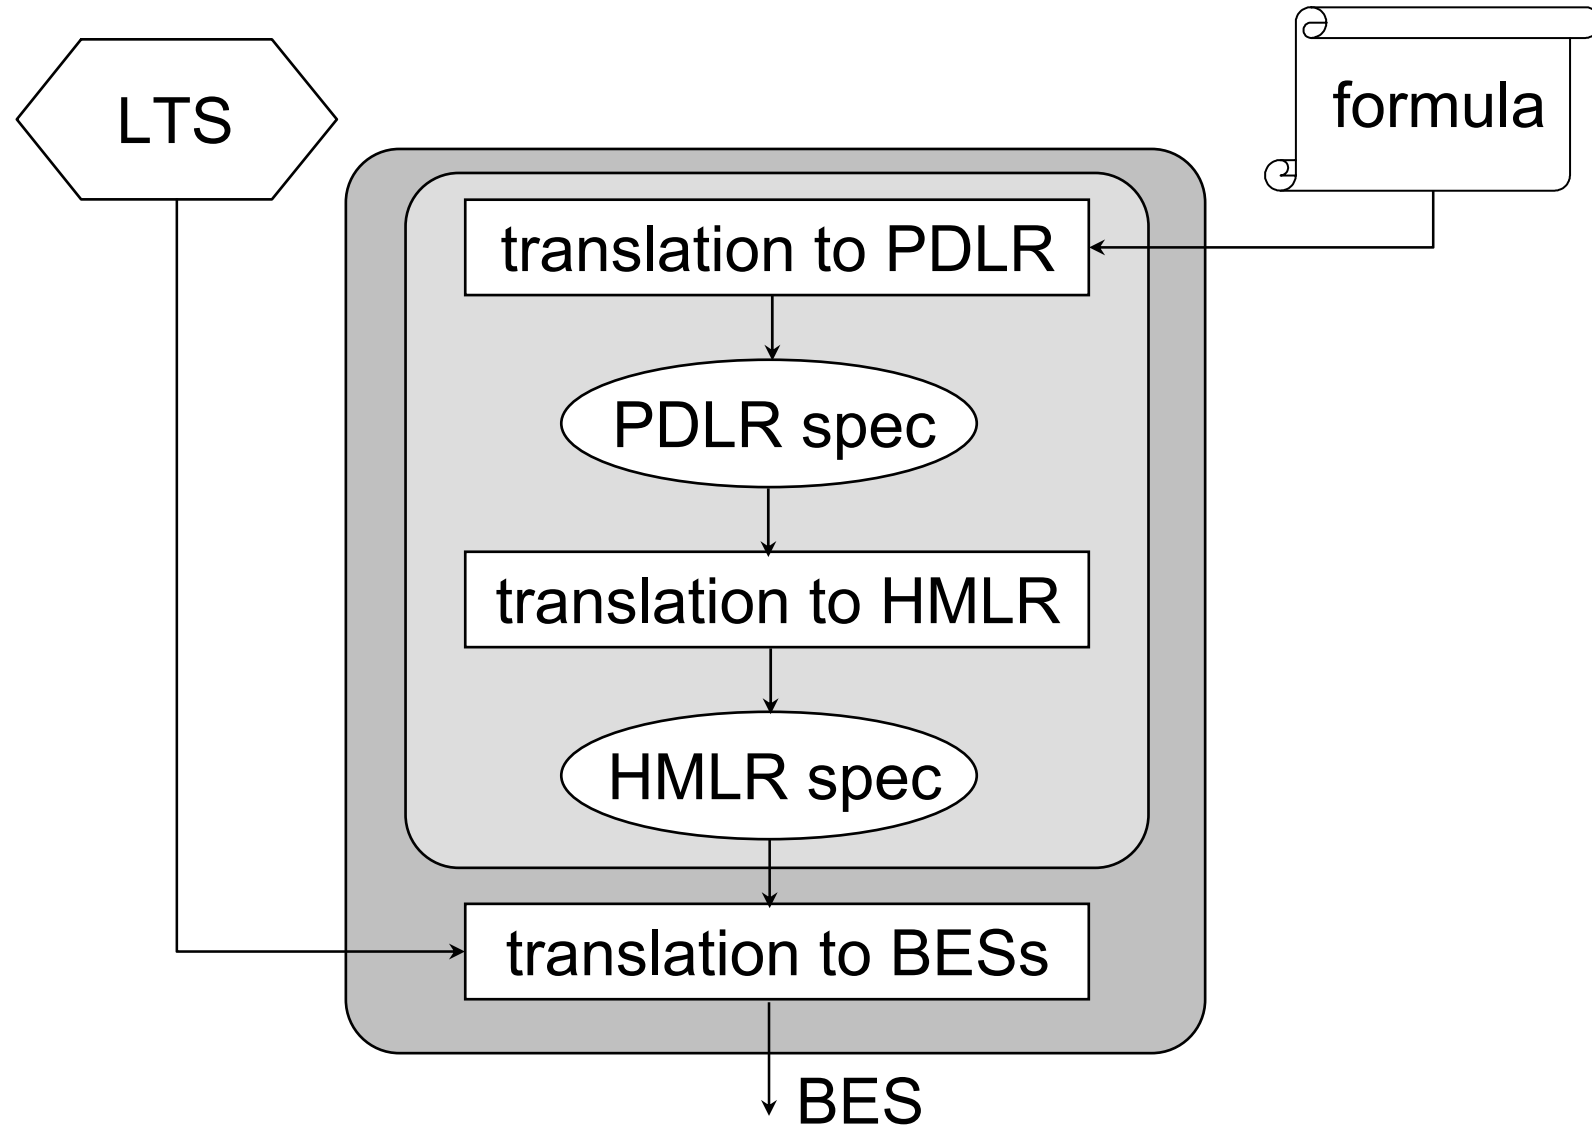 LTS
formula
translation to PDLR
PDLR spec
translation to HMLR
HMLR spec
translation to BESs
BES